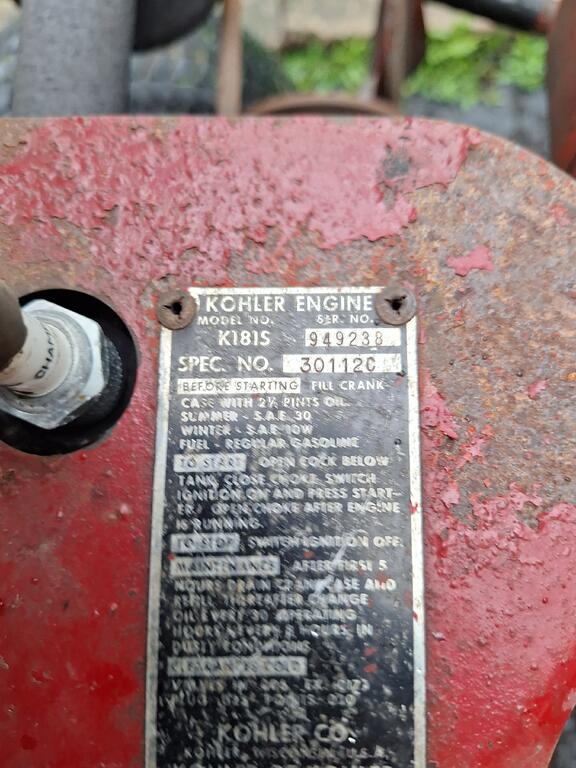 KOHLER ENGINE
MODEL NO. SER. NO.
K181S 949238
SPEC. NO. 30112C
BEFORE STARTING FILL CRANK-
CASE WITH 2½ PINTS OIL.
SUMMER - S.A.E. 30
WINTER - S.A.E. 10W
FUEL - REGULAR GASOLINE
TO START OPEN COCK BELOW
TANK, CLOSE CHOKE, SWITCH
IGNITION ON AND PRESS START-
ER. OPEN CHOKE AFTER ENGINE
IS RUNNING.
TO STOP SWITCH IGNITION OFF.
MAINTENANCE AFTER FIRST 5
HOURS DRAIN CRANKCASE AND
REFILL, THEREAFTER CHANGE
OIL EVERY 30 OPERATING
HOURS EVERY HOURS, IN
DUSTY CONDITIONS
KOHLER CO.
KOHLER, WISCONSIN U.S.A.
CHAM